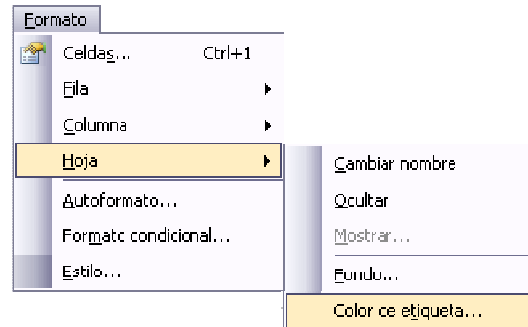 Formato
Celdas... Ctrl+1
Fila
Columna
Hoja
Autoformato...
Formato condicional...
Estilo...
Cambiar nombre
Ocultar
Mostrar...
Fondo...
Color de etiqueta...